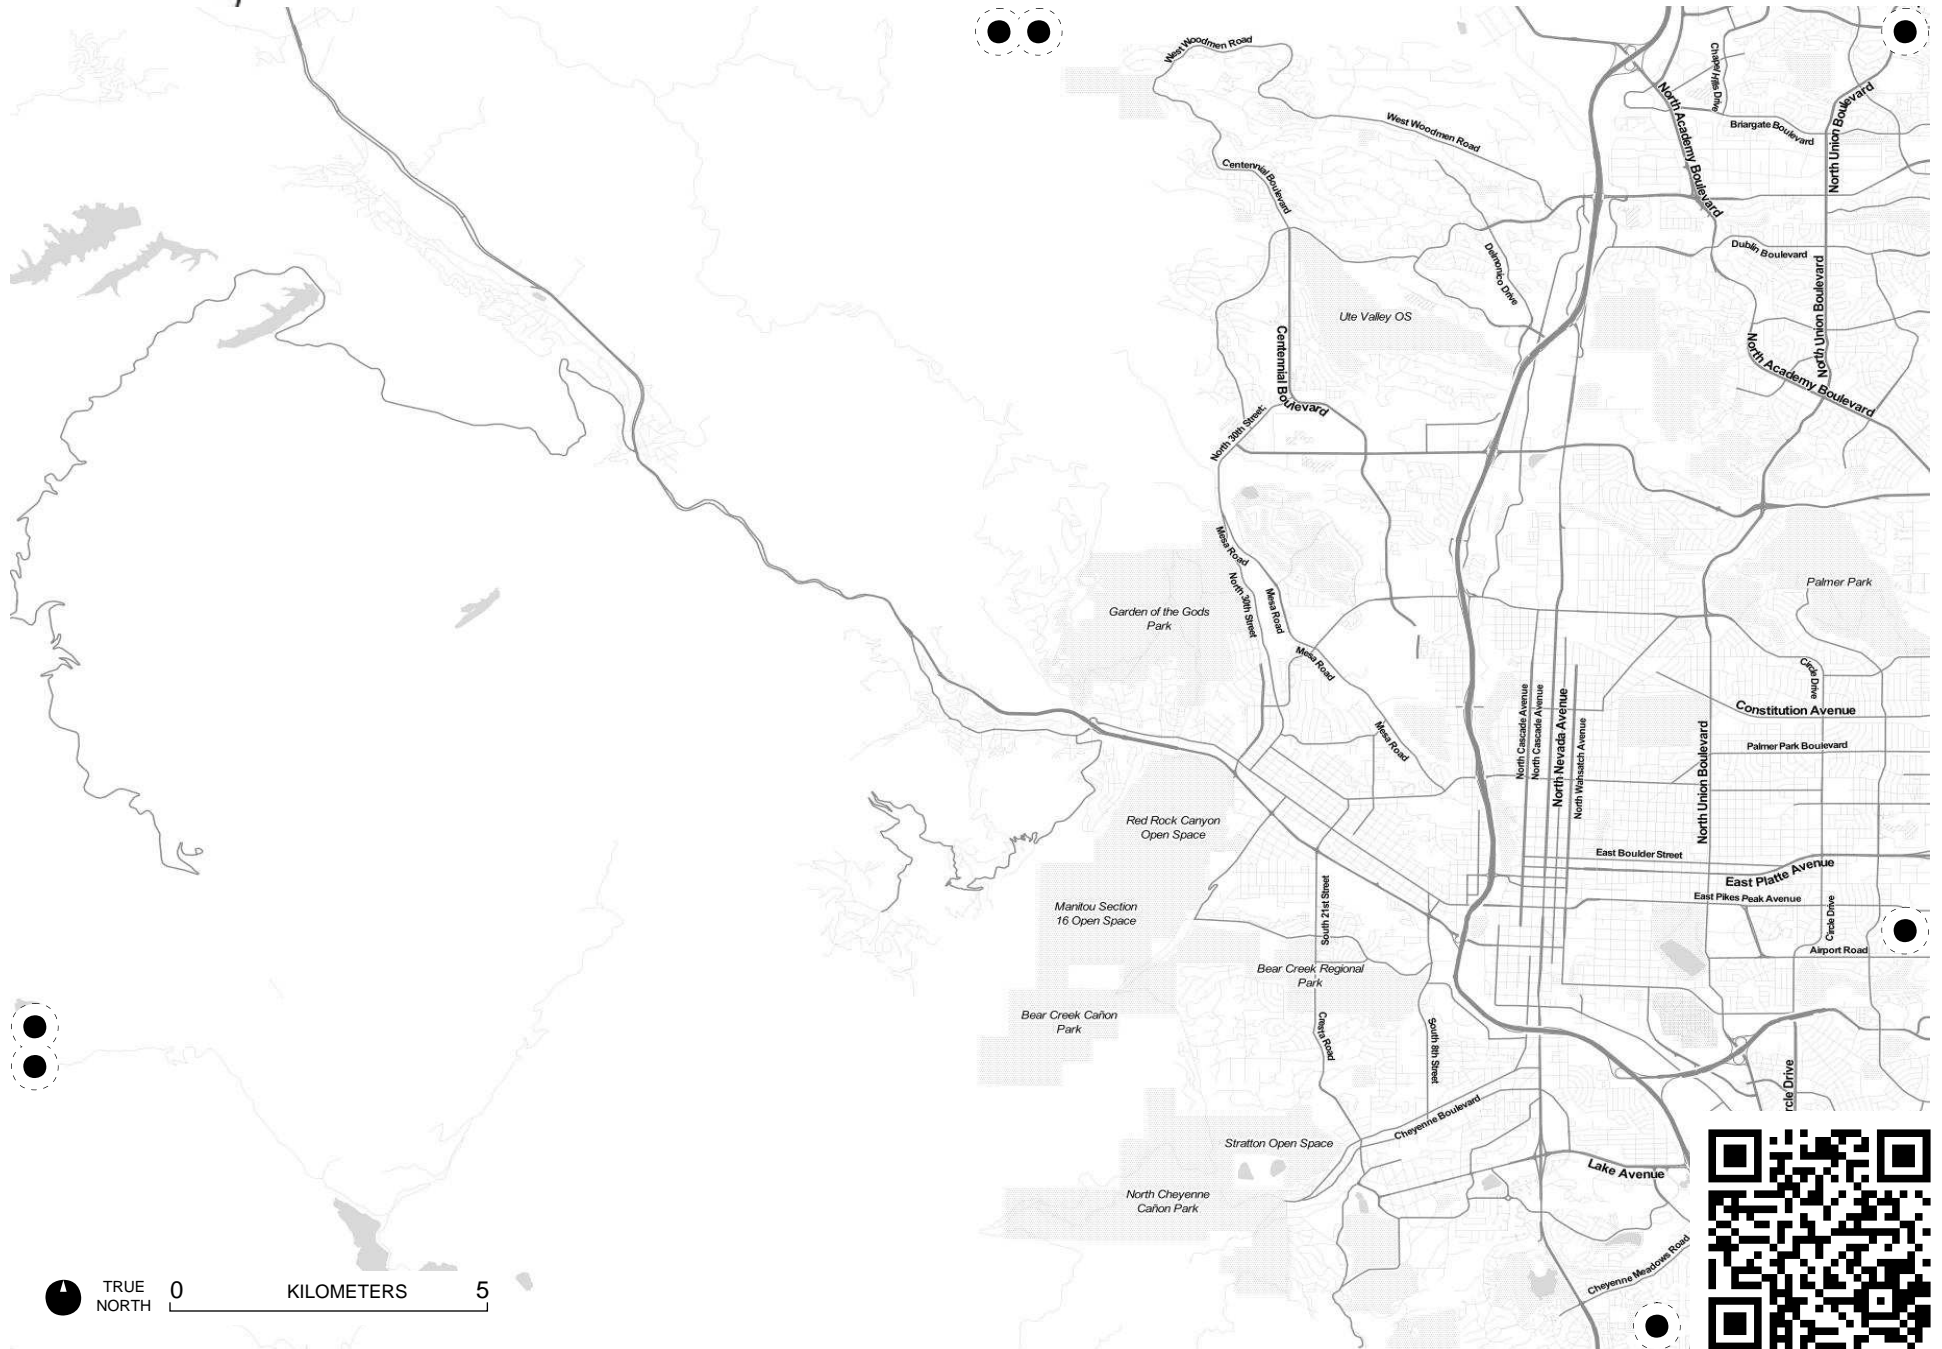 West Woodmen Road
Chapel Hills Drive
North Academy Boulevard
North Union Boulevard
Briargate Boulevard
West Woodmen Road
Centennial Boulevard
Dublin Boulevard
Delmonico Drive
North Union Boulevard
Ute Valley OS
Centennial Boulevard
North Academy Boulevard
North 30th Street;
Mesa Road
North 30th Street
Mesa Road
Palmer Park
Garden of the Gods
Park
Mesa Road
Circle Drive
North Cascade Avenue
North Cascade Avenue
North Nevada Avenue
North Wahsatch Avenue
Constitution Avenue
Mesa Road
North Union Boulevard
Palmer Park Boulevard
Red Rock Canyon
Open Space
East Boulder Street
East Platte Avenue
East Pikes Peak Avenue
Manitou Section
16 Open Space
South 21st Street
Circle Drive
Airport Road
Bear Creek Regional
Park
Bear Creek Cañon
Park
Cresta Road
South 8th Street
rcle Drive
Cheyenne Boulevard
Stratton Open Space
Lake Avenue
North Cheyenne
Cañon Park
Cheyenne Meadows Road
TRUE
NORTH
0 KILOMETERS 5